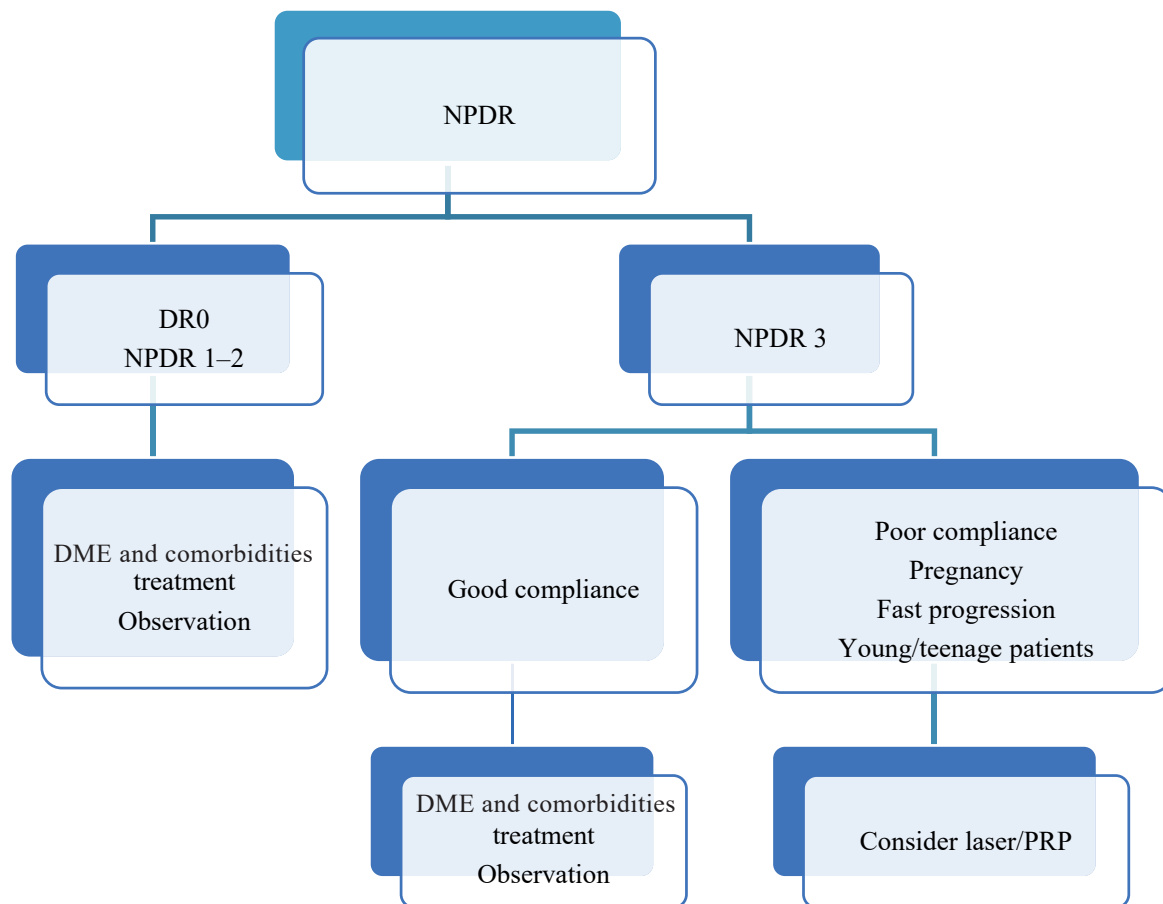 NPDR
DR0
NPDR 1–2
NPDR 3
DME and comorbidities
treatment
Observation
Good compliance
Poor compliance
Pregnancy
Fast progression
Young/teenage patients
DME and comorbidities
treatment
Observation
Consider laser/PRP